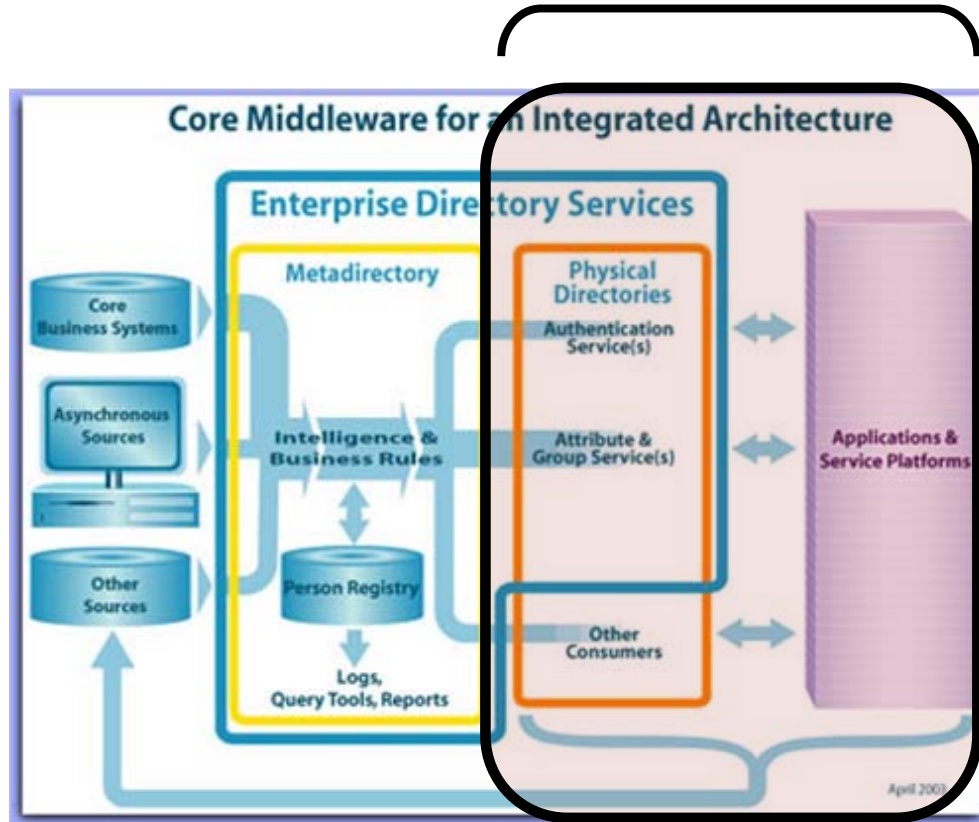 Core Middleware for an Integrated Architecture
Enterprise Directory Services
Metadirectory
Physical
Directories
Core
Business Systems
Authentication
Service(s)
Asynchronous
Sources
Intelligence &
Business Rules
Attribute &
Group Service(s)
Applications &
Service Platforms
Other
Sources
Person Registry
Other
Consumers
Logs,
Query Tools, Reports
April 2003